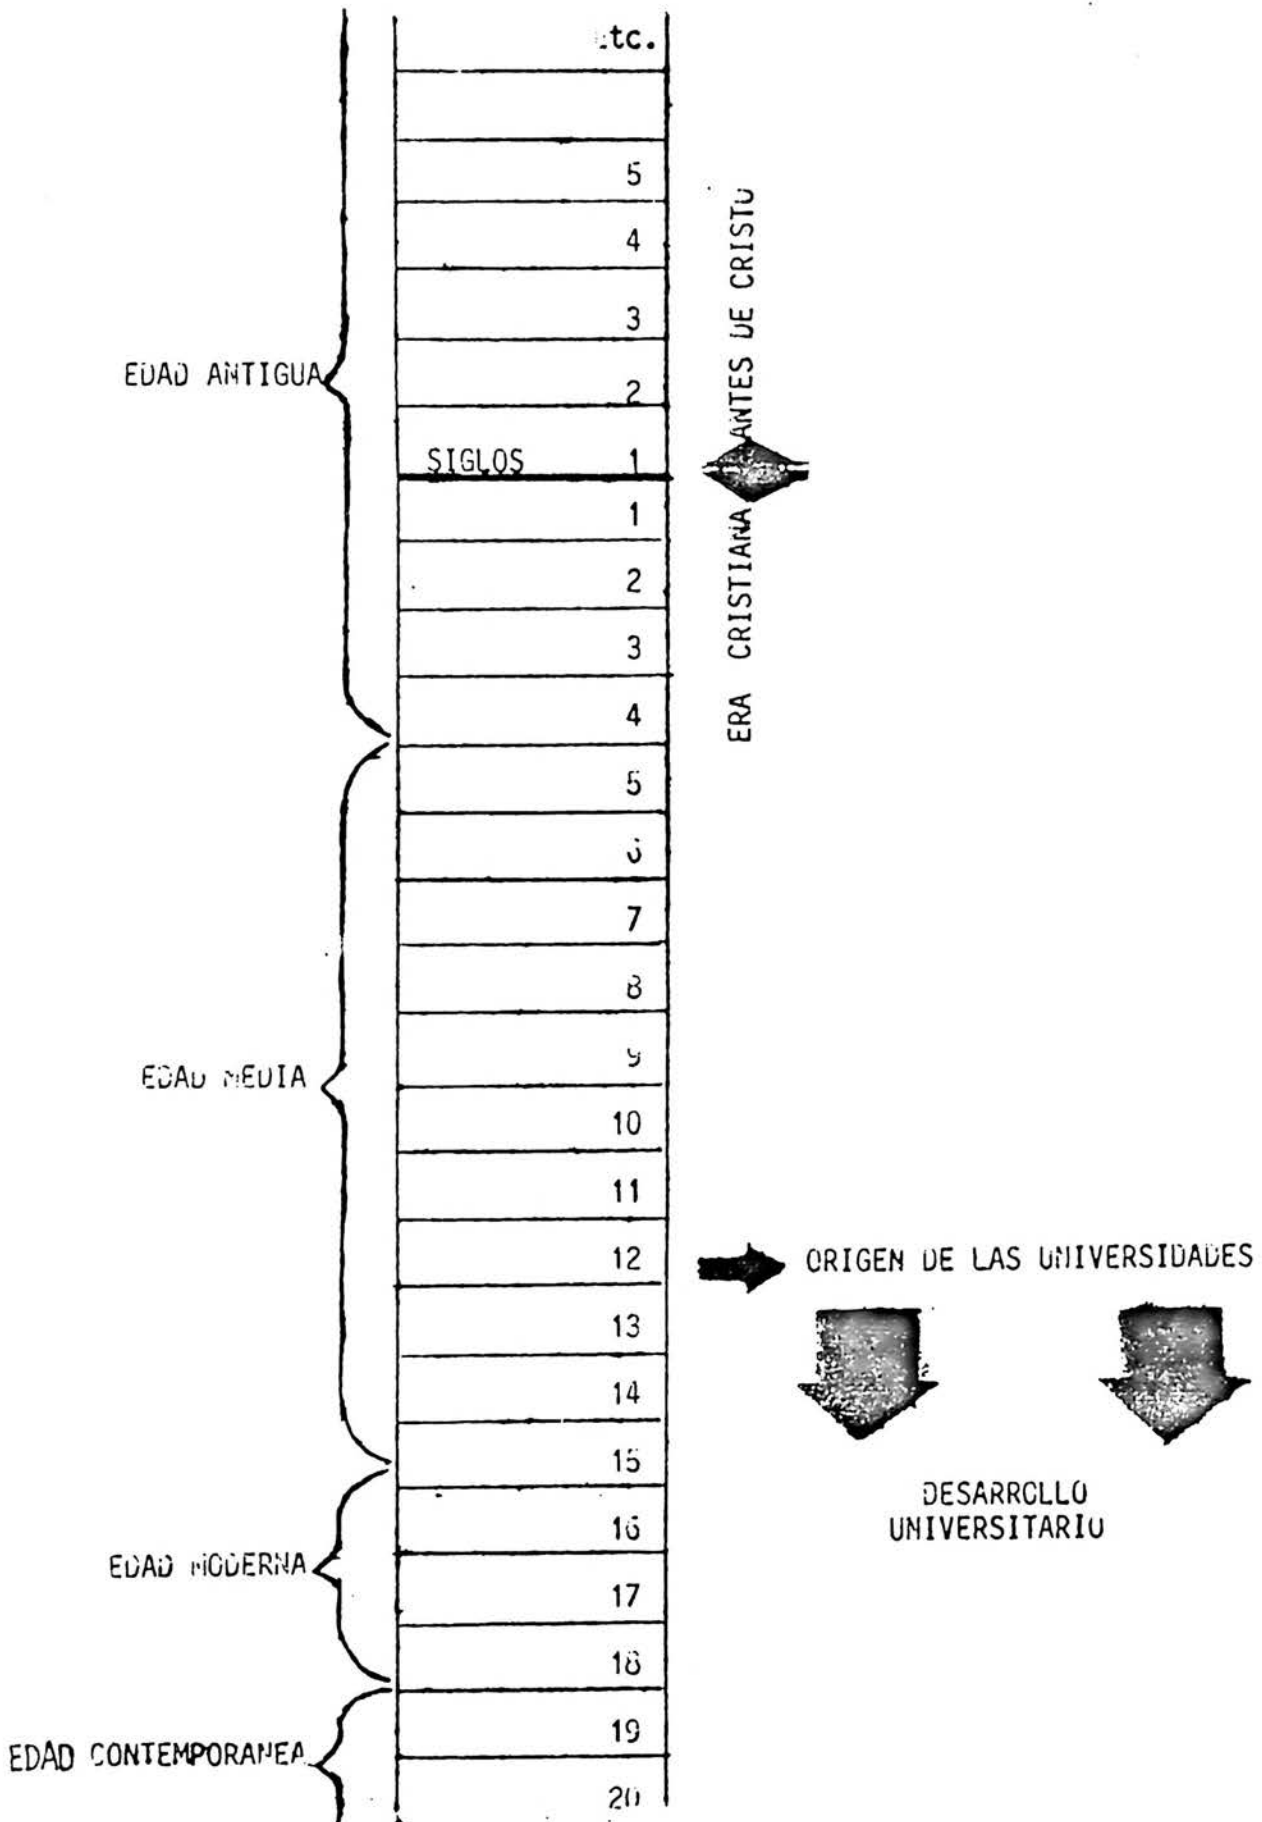 Etc.
5
4
3
EDAD ANTIGUA
2
SIGLOS 1
1
2
3
4
ANTES DE CRISTO
ERA CRISTIANA
5
6
7
8
9
EDAD MEDIA
10
11
12
ORIGEN DE LAS UNIVERSIDADES
13
14
15
DESARROLLO
UNIVERSITARIO
16
EDAD MODERNA
17
18
19
EDAD CONTEMPORANEA
20